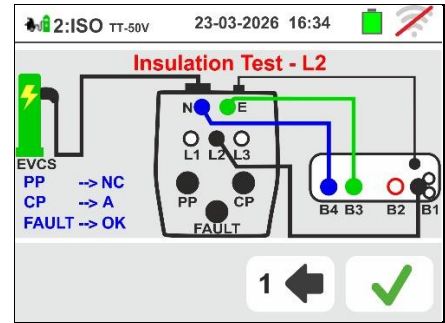 2:ISO TT-50V 23-03-2026 16:34
Insulation Test - L2
N E
L1 L2 L3
EVCS
PP --> NC
CP --> A
FAULT --> OK
PP CP
FAULT
B4 B3 B2 B1
1